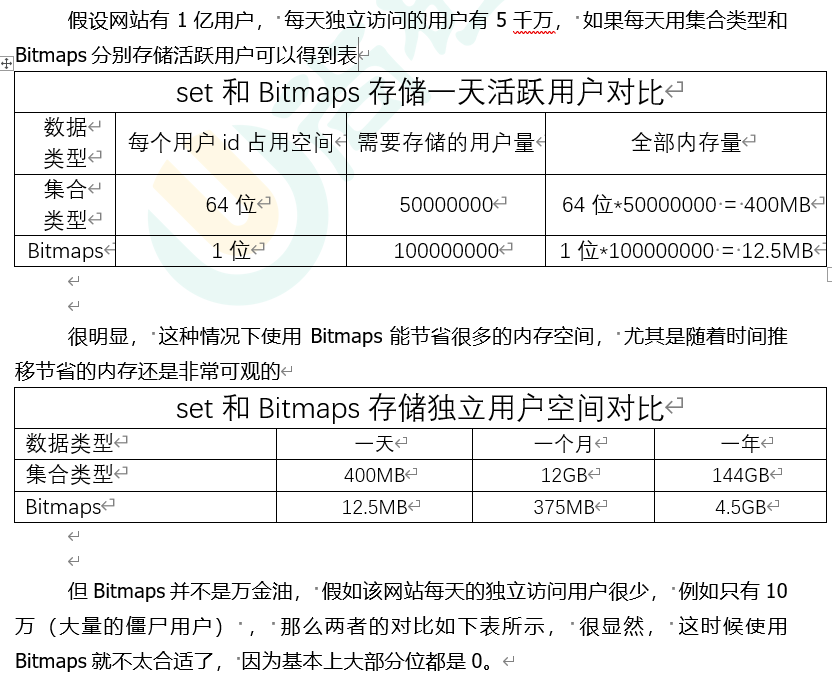 假设网站有 1 亿用户， 每天独立访问的用户有 5 千万， 如果每天用集合类型和
Bitmaps 分别存储活跃用户可以得到表
set 和 Bitmaps 存储一天活跃用户对比
数据
类型
每个用户 id 占用空间
需要存储的用户量
全部内存量
集合
类型
64 位
50000000
64 位*50000000 = 400MB
Bitmaps
1 位
100000000
1 位*100000000 = 12.5MB
很明显， 这种情况下使用 Bitmaps 能节省很多的内存空间， 尤其是随着时间推
移节省的内存还是非常可观的
set 和 Bitmaps 存储独立用户空间对比
数据类型 一天 一个月 一年
集合类型 400MB 12GB 144GB
Bitmaps 12.5MB 375MB 4.5GB
但 Bitmaps 并不是万金油， 假如该网站每天的独立访问用户很少， 例如只有 10
万（大量的僵尸用户） ， 那么两者的对比如下表所示， 很显然， 这时候使用
Bitmaps 就不太合适了， 因为基本上大部分位都是 0。